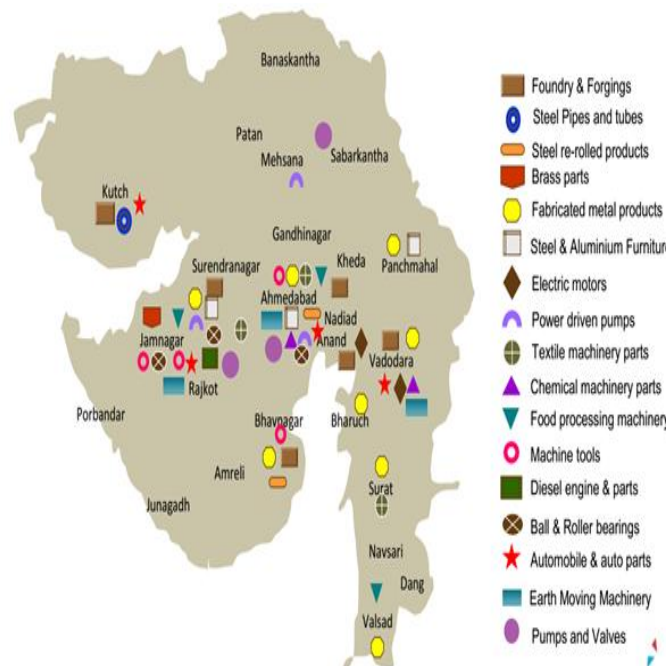 Banaskantha
Patan
Sabarkantha
Mehsana
Kutch
Gandhinagar
Surendranagar
Kheda
Panchmahal
Ahmedabad
Nadiad
Jamnagar
Anand
Vadodara
Rajkot
Porbandar
Bhavnagar
Bharuch
Amreli
Surat
Junagadh
Navsari
Dang
Valsad
Foundry & Forgings
Steel Pipes and tubes
Steel re-rolled products
Brass parts
Fabricated metal products
Steel & Aluminium Furniture
Electric motors
Power driven pumps
Textile machinery parts
Chemical machinery parts
Food processing machinery
Machine tools
Diesel engine & parts
Ball & Roller bearings
Automobile & auto parts
Earth Moving Machinery
Pumps and Valves